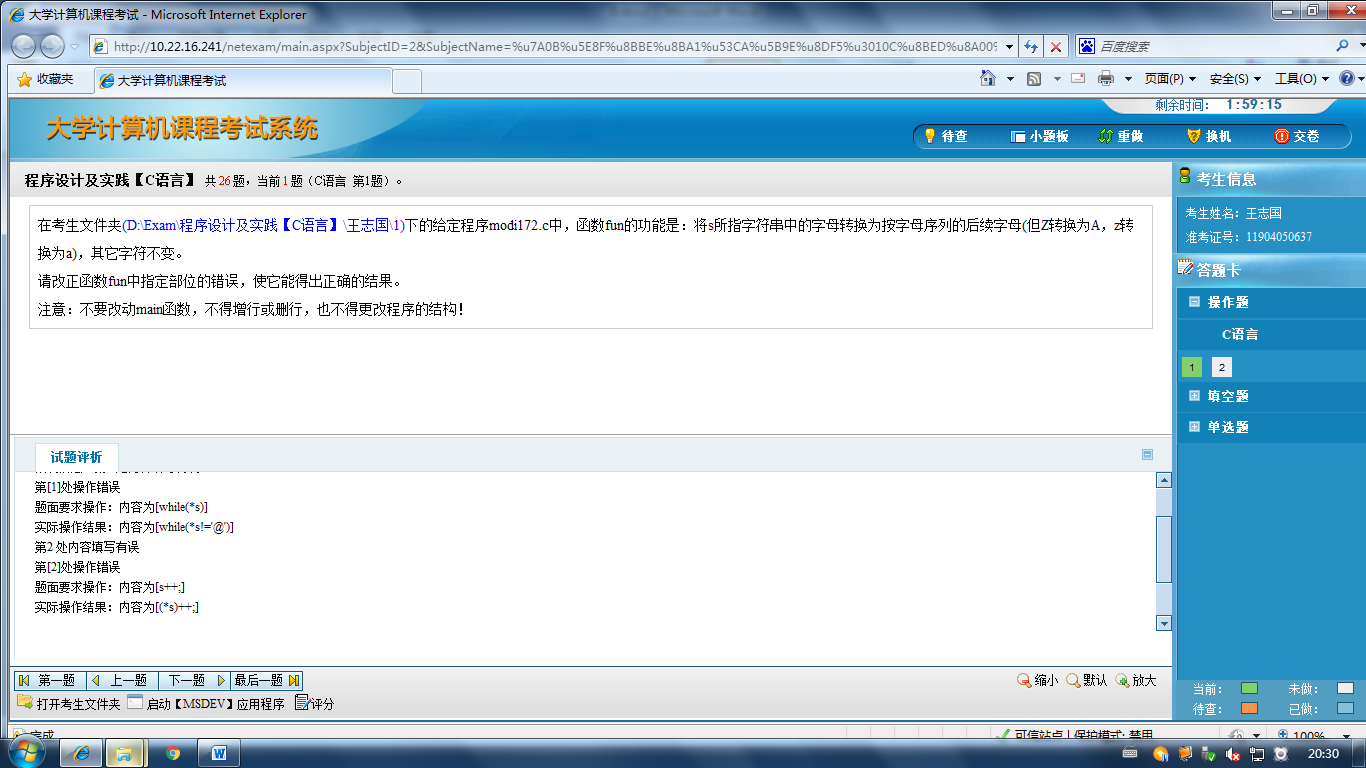 大学计算机课程考试 - Microsoft Internet Explorer
http://10.22.16.241/netexam/main.aspx?SubjectID=2&SubjectName=%u7A0B%u5E8F%u8BBE%u8BA1%u53CA%u5B9E%u8DF5%u3010C%u8BED%u8A00%
百度搜索
收藏夹
大学计算机课程考试
页面(P)
安全(S)
工具(O)
剩余时间： 1:59:15
大学计算机课程考试系统
待查
小题板
重做
换机
交卷
程序设计及实践【C语言】 共26题，当前1题（C语言 第1题）。
在考生文件夹(D:\Exam\程序设计及实践【C语言】\王志国\1)下的给定程序modi172.c中，函数fun的功能是：将s所指字符串中的字母转换为按字母序列的后续字母(但Z转换为A，z转
换为a)，其它字符不变。
请改正函数fun中指定部位的错误，使它能得出正确的结果。
注意：不要改动main函数，不得增行或删行，也不得更改程序的结构！
考生信息
考生姓名：王志国
准考证号：11904050637
答题卡
操作题
C语言
1
2
填空题
单选题
试题评析
第[1]处操作错误
题面要求操作：内容为[while(*s)]
实际操作结果：内容为[while(*s!='@')]
第2 处内容填写有误
第[2]处操作错误
题面要求操作：内容为[s++;]
实际操作结果：内容为[(*s)++;]
第一题
上一题
下一题
最后一题
缩小
默认
放大
打开考生文件夹
启动【MSDEV】应用程序
评分
当前：
未做：
待查：
已做：
完成
可信站点 | 保护模式: 禁用
100%
20:30